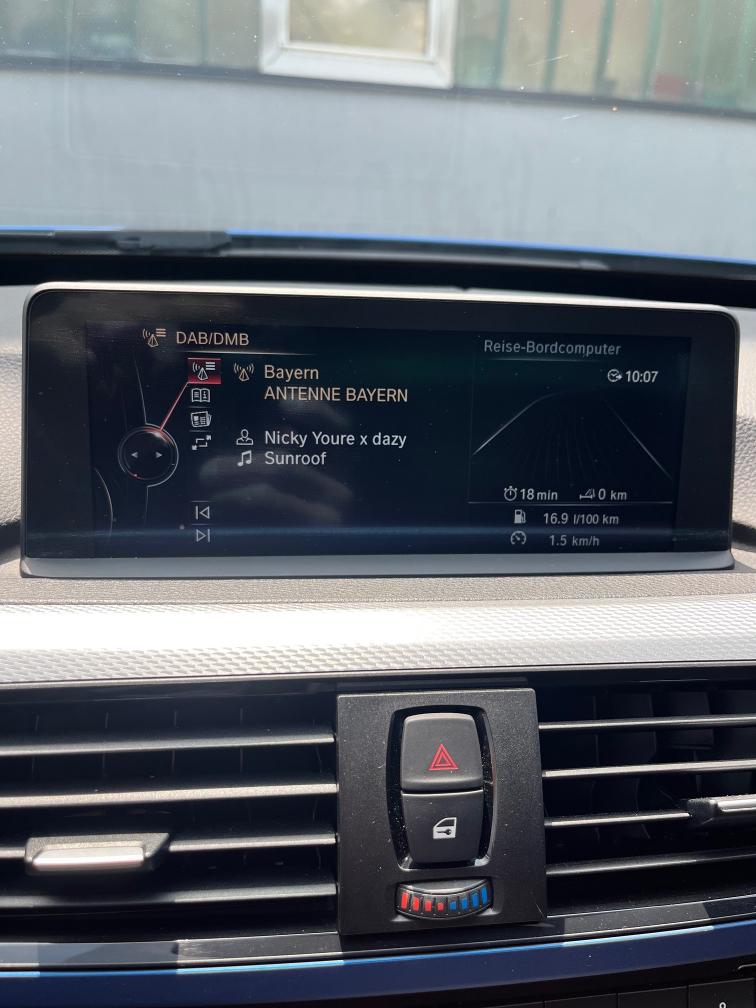 DAB/DMB
Bayern
ANTENNE BAYERN
Nicky Youre x dazy
Sunroof
Reise-Bordcomputer
10:07
18 min 0 km
16.9 l/100 km
1.5 km/h